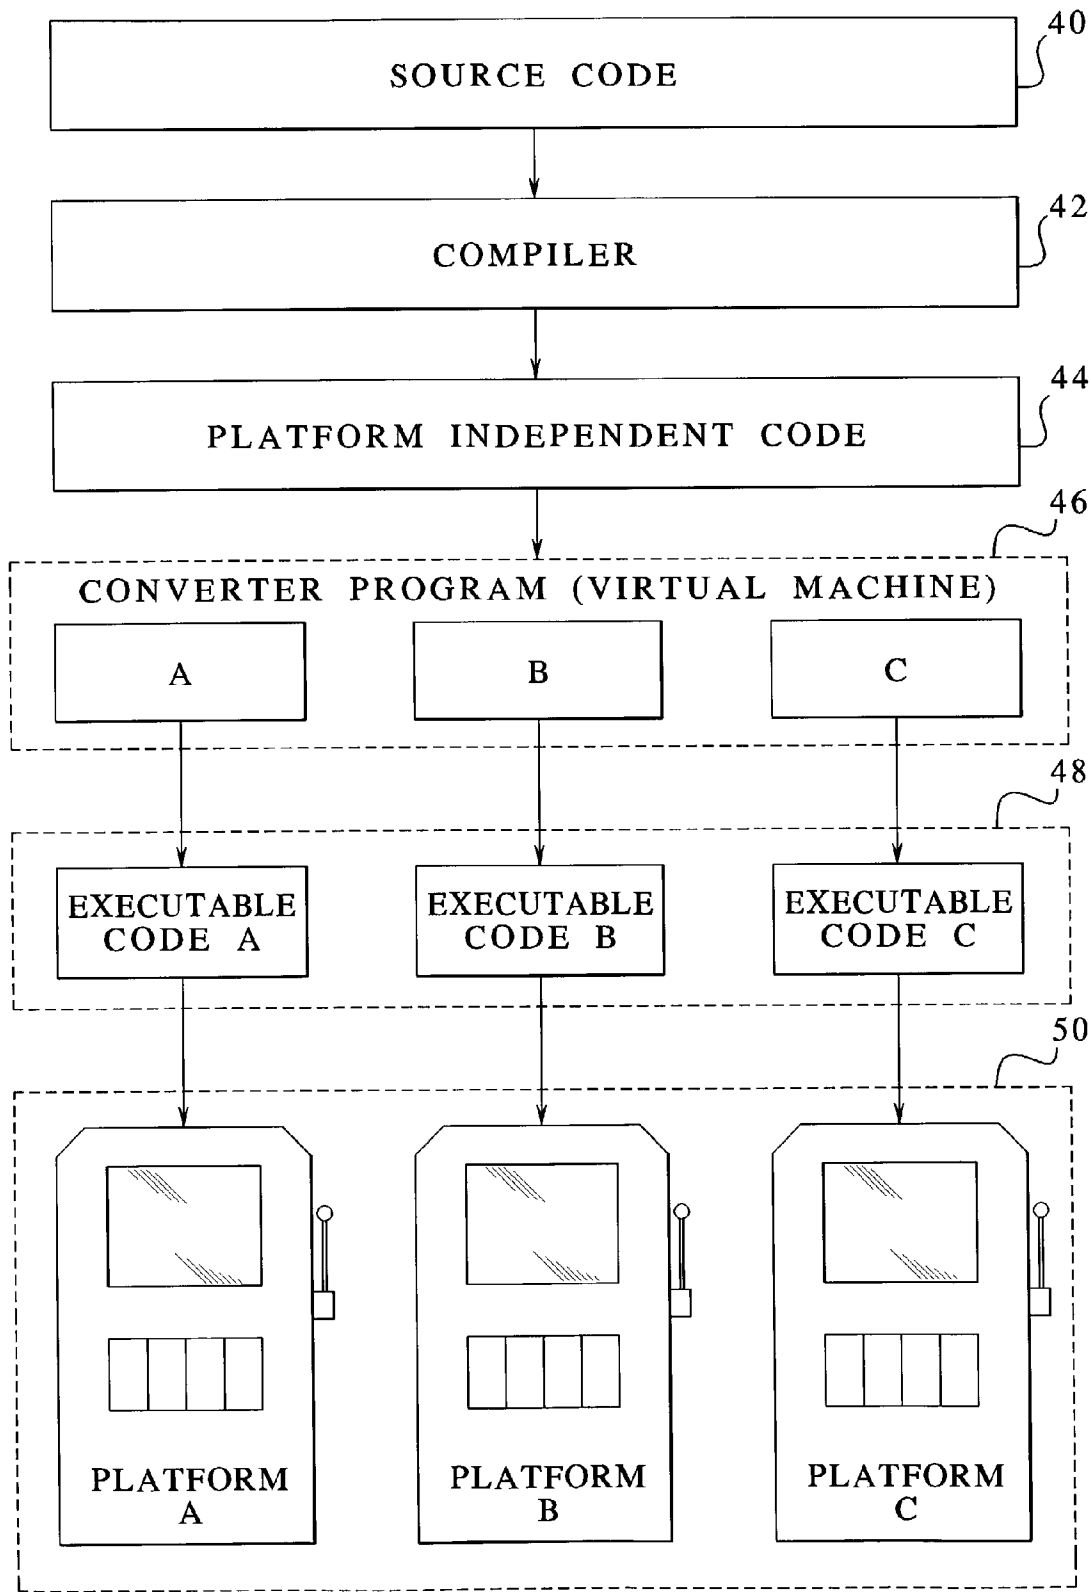 40
SOURCE CODE
42
COMPILER
44
PLATFORM INDEPENDENT CODE
46
CONVERTER PROGRAM (VIRTUAL MACHINE)
A
B
C
48
EXECUTABLE
CODE A
EXECUTABLE
CODE B
EXECUTABLE
CODE C
50
PLATFORM
A
PLATFORM
B
PLATFORM
C